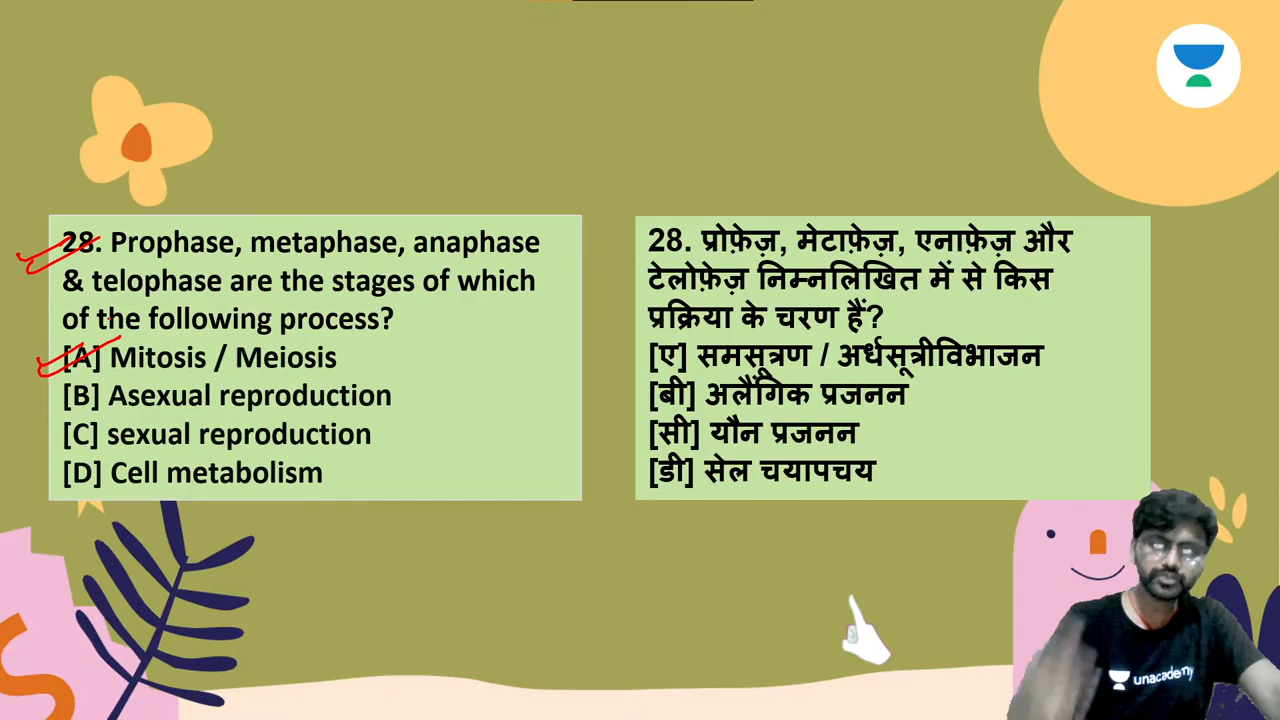 28. Prophase, metaphase, anaphase
& telophase are the stages of which
of the following process?
[A] Mitosis / Meiosis
[B] Asexual reproduction
[C] sexual reproduction
[D] Cell metabolism
28. प्रोफ़ेज़, मेटाफ़ेज़, एनाफ़ेज़ और
टेलोफ़ेज़ निम्नलिखित में से किस
प्रक्रिया के चरण हैं?
[ए] समसूत्रण / अर्धसूत्रीविभाजन
[बी] अलैंगिक प्रजनन
[सी] यौन प्रजनन
[डी] सेल चयापचय
unacademy